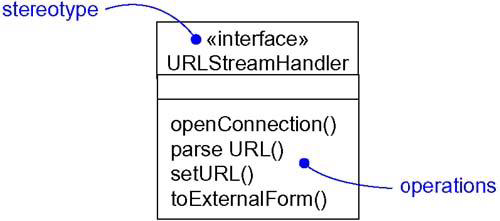 stereotype
«interface»
URLStreamHandler
openConnection()
parse URL()
setURL()
toExternalForm()
operations